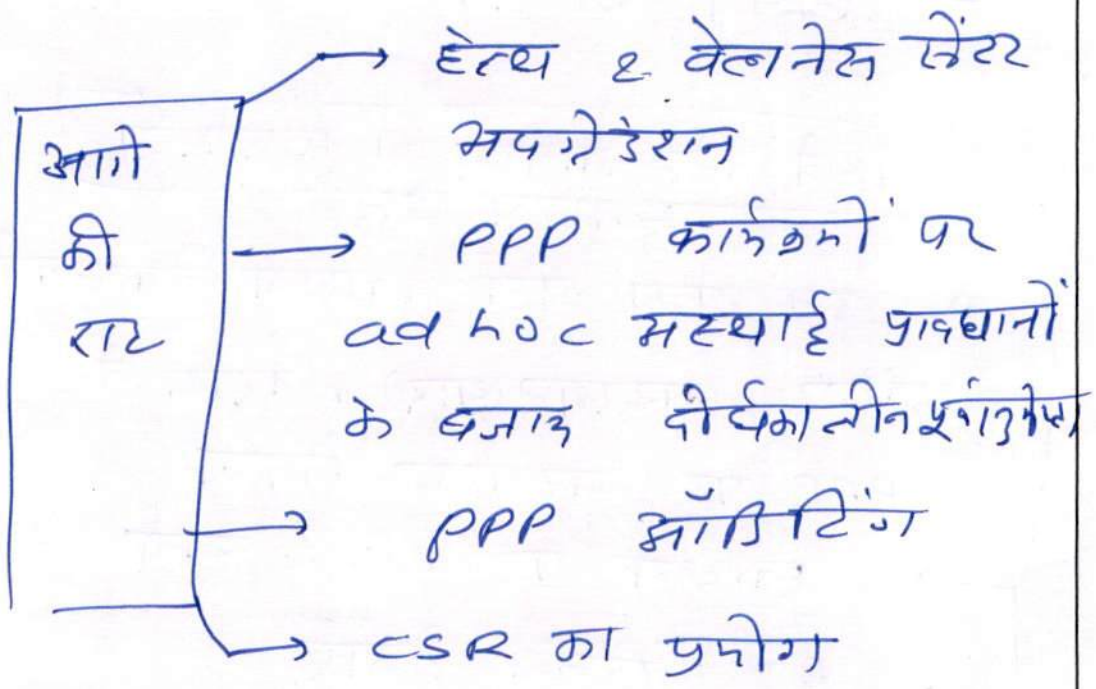 आगे
की
राह
→ हेल्थ & वेलनेस सेंटर
अपग्रेडेशन
→ PPP कार्यक्रमों पर
ad hoc अस्थाई प्रावधानों
के बजाय दीर्घकालीन
→ PPP ऑडिटिंग
→ CSR का प्रयोग